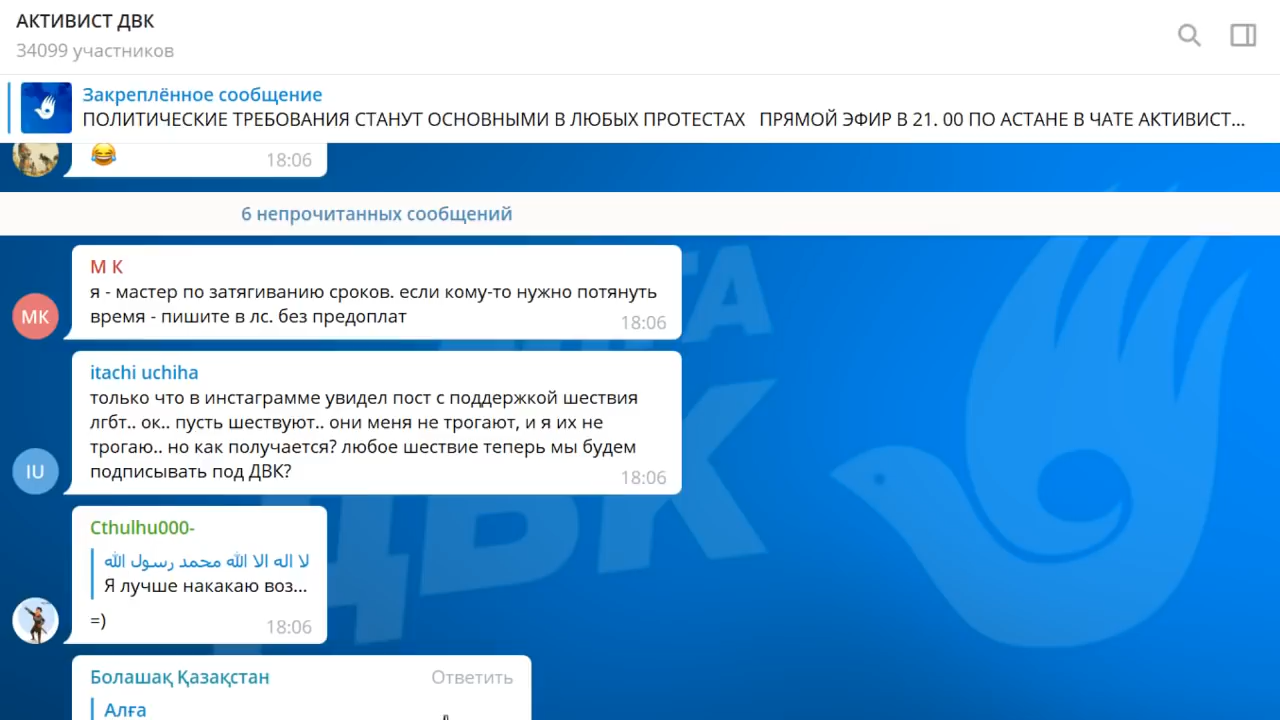 АКТИВИСТ ДВК
34099 участников
Закреплённое сообщение
ПОЛИТИЧЕСКИЕ ТРЕБОВАНИЯ СТАНУТ ОСНОВНЫМИ В ЛЮБЫХ ПРОТЕСТАХ ПРЯМОЙ ЭФИР В 21. 00 ПО АСТАНЕ В ЧАТЕ АКТИВИСТ...
😂
18:06
6 непрочитанных сообщений
М К
я - мастер по затягиванию сроков. если кому-то нужно потянуть
время - пишите в лс. без предоплат
18:06
МК
itachi uchiha
только что в инстаграмме увидел пост с поддержкой шествия
лгбт.. ок.. пусть шествуют.. они меня не трогают, и я их не
трогаю.. но как получается? любое шествие теперь мы будем
подписывать под ДВК?
18:06
IU
Cthulhu000-
لا اله الا الله محمد رسول الله
Я лучше накакаю воз...
=)
18:06
Болашақ Қазақстан
Ответить
Алға
ДВК